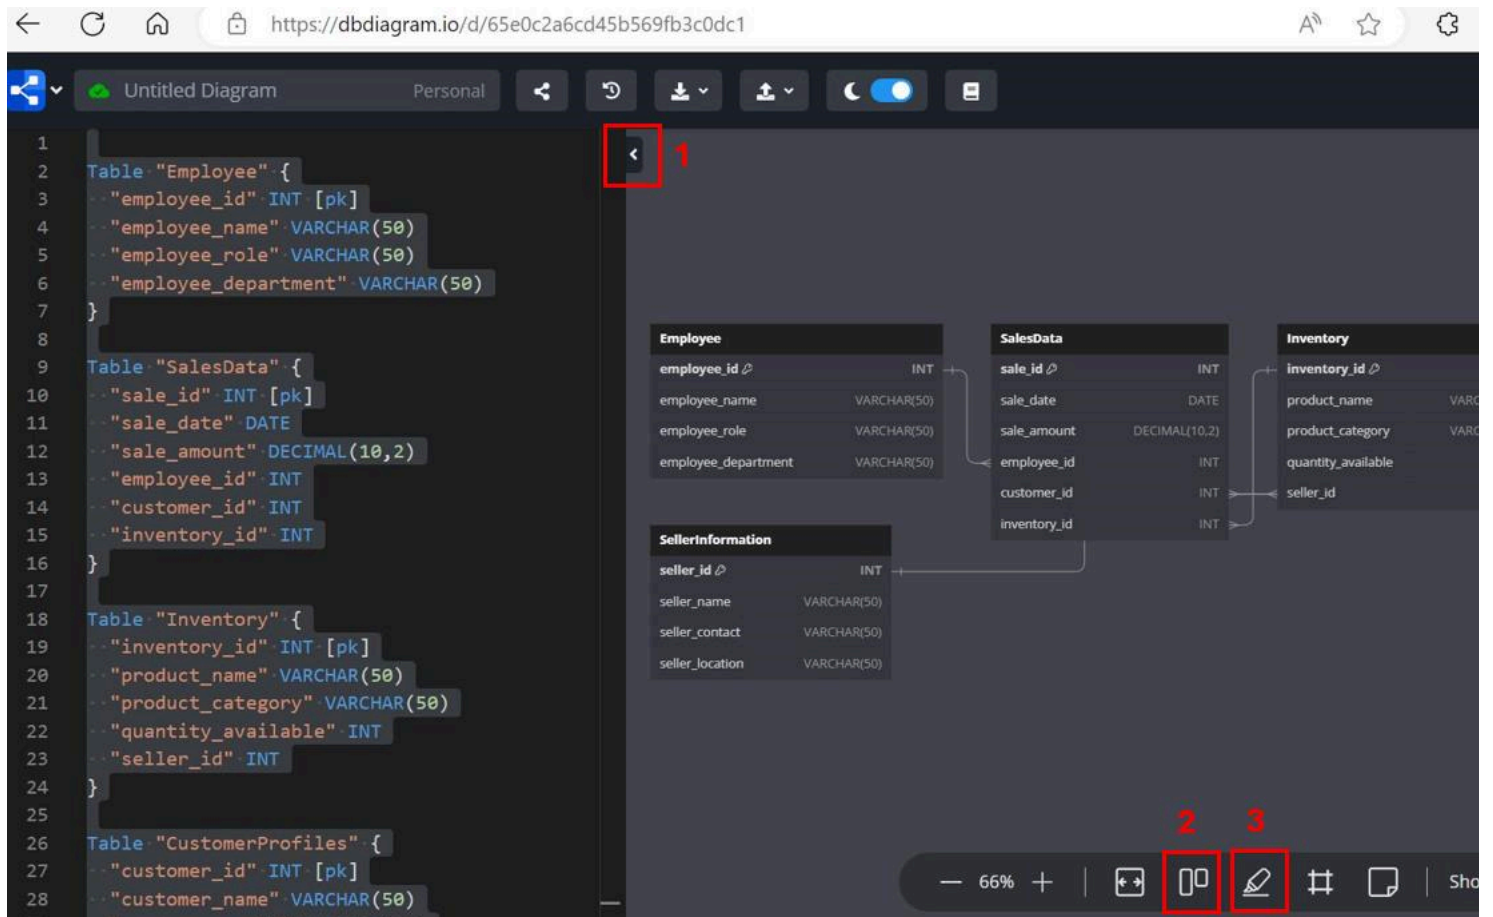 https://dbdiagram.io/d/65e0c2a6cd45b569fb3c0dc1
Untitled Diagram Personal
1
1
2 Table "Employee" {
3 "employee_id" INT [pk]
4 "employee_name" VARCHAR(50)
5 "employee_role" VARCHAR(50)
6 "employee_department" VARCHAR(50)
7 }
8
9 Table "SalesData" {
10 "sale_id" INT [pk]
11 "sale_date" DATE
12 "sale_amount" DECIMAL(10,2)
13 "employee_id" INT
14 "customer_id" INT
15 "inventory_id" INT
16 }
17
18 Table "Inventory" {
19 "inventory_id" INT [pk]
20 "product_name" VARCHAR(50)
21 "product_category" VARCHAR(50)
22 "quantity_available" INT
23 "seller_id" INT
24 }
25
26 Table "CustomerProfiles" {
27 "customer_id" INT [pk]
28 "customer_name" VARCHAR(50)
Employee
employee_id INT
employee_name VARCHAR(50)
employee_role VARCHAR(50)
employee_department VARCHAR(50)
SalesData
sale_id INT
sale_date DATE
sale_amount DECIMAL(10,2)
employee_id INT
customer_id INT
inventory_id INT
Inventory
inventory_id
product_name VARC
product_category VARC
quantity_available
seller_id
SellerInformation
seller_id INT
seller_name VARCHAR(50)
seller_contact VARCHAR(50)
seller_location VARCHAR(50)
2 3
66% Sho